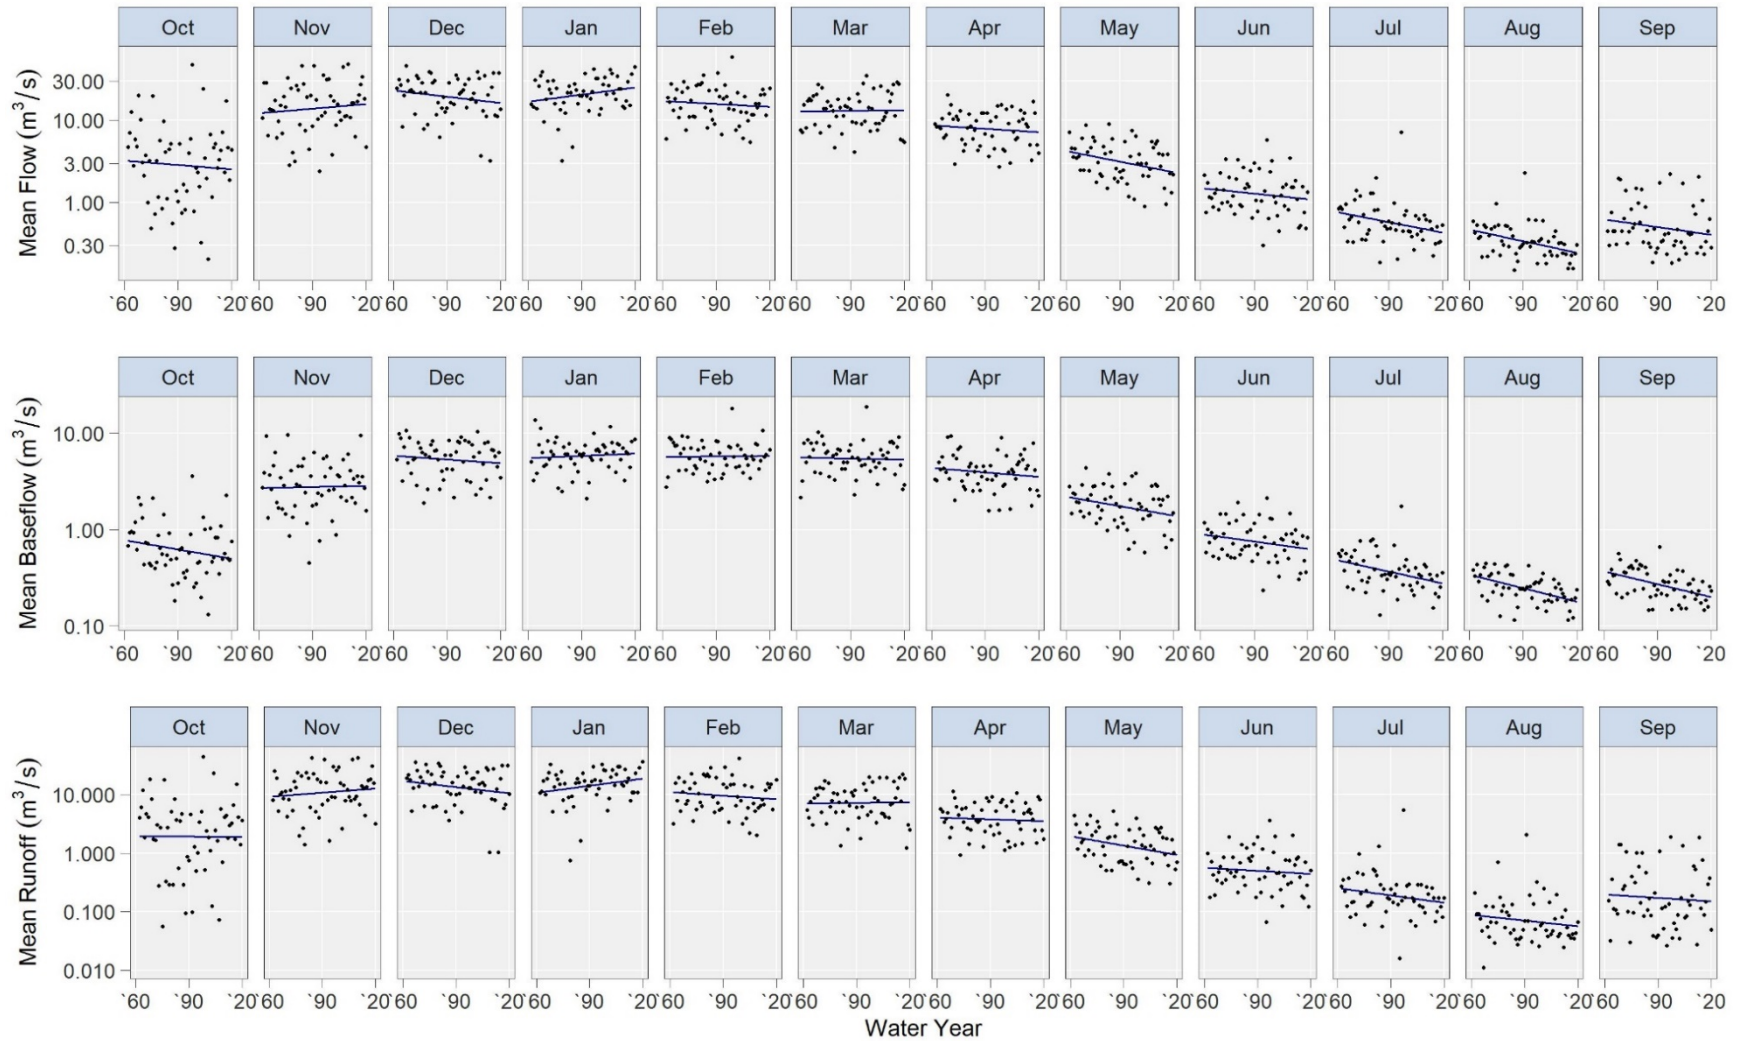 Oct Nov Dec Jan Feb Mar Apr May Jun Jul Aug Sep
Mean Flow (m³/s)
30.00
10.00
3.00
1.00
0.30
`60 90 20 `60 90 20 `60 90 20 `60 90 20 `60 90 20 `60 90 20 `60 90 20 `60 90 20 `60 90 20 `60 90 20 `60 90 20 `60 90 `20
Oct Nov Dec Jan Feb Mar Apr May Jun Jul Aug Sep
Mean Baseflow (m³/s)
10.00
1.00
0.10
`60 `90 `20`60 90 `20`60 90 `20`60 90 `20`60 90 `20`60 90 `20`60 90 `20`60 90 `20`60 90 `20`60 90 `20`60 90 `20`60 90 `20
Oct Nov Dec Jan Feb Mar Apr May Jun Jul Aug Sep
Mean Runoff (m³/s)
10.000
1.000
0.100
0.010
`60 90 20`60 90 20`60 90 20`60 90 20`60 90 20`60 90 20`60 90 20`60 90 20`60 90 20`60 90 20`60 90 20`60 90 `20
Water Year